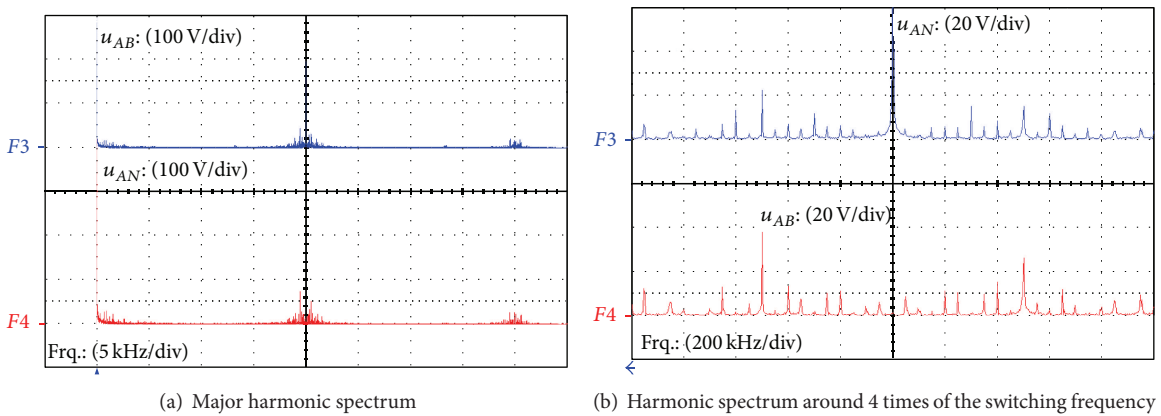 u_AB: (100 V/div)
F3
u_AN: (100 V/div)
F4
Frq.: (5 kHz/div)
(a) Major harmonic spectrum
u_AN: (20 V/div)
F3
u_AB: (20 V/div)
F4
Frq.: (200 kHz/div)
(b) Harmonic spectrum around 4 times of the switching frequency